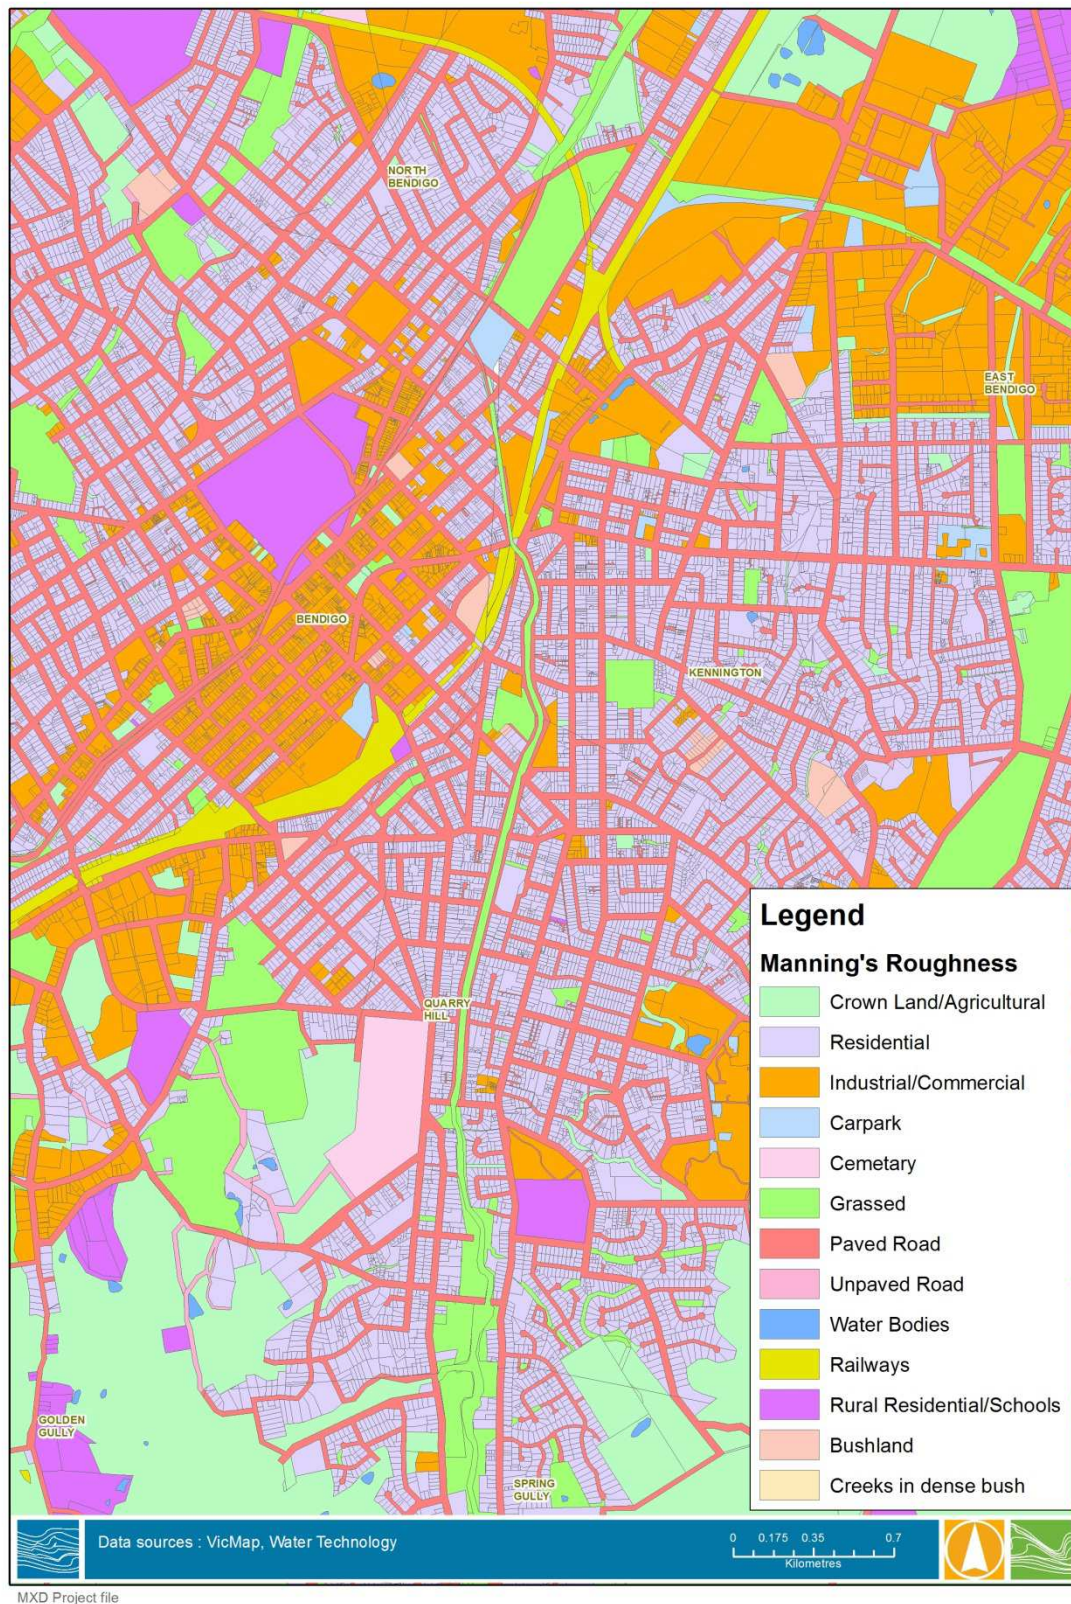 NORTH
BENDIGO
EAST
BENDIGO
BENDIGO
KENNINGTON
QUARRY
HILL
GOLDEN
GULLY
SPRING
GULLY
Legend
Manning's Roughness
Crown Land/Agricultural
Residential
Industrial/Commercial
Carpark
Cemetary
Grassed
Paved Road
Unpaved Road
Water Bodies
Railways
Rural Residential/Schools
Bushland
Creeks in dense bush
Data sources : VicMap, Water Technology
0 0.175 0.35 0.7
Kilometres
MXD Project file